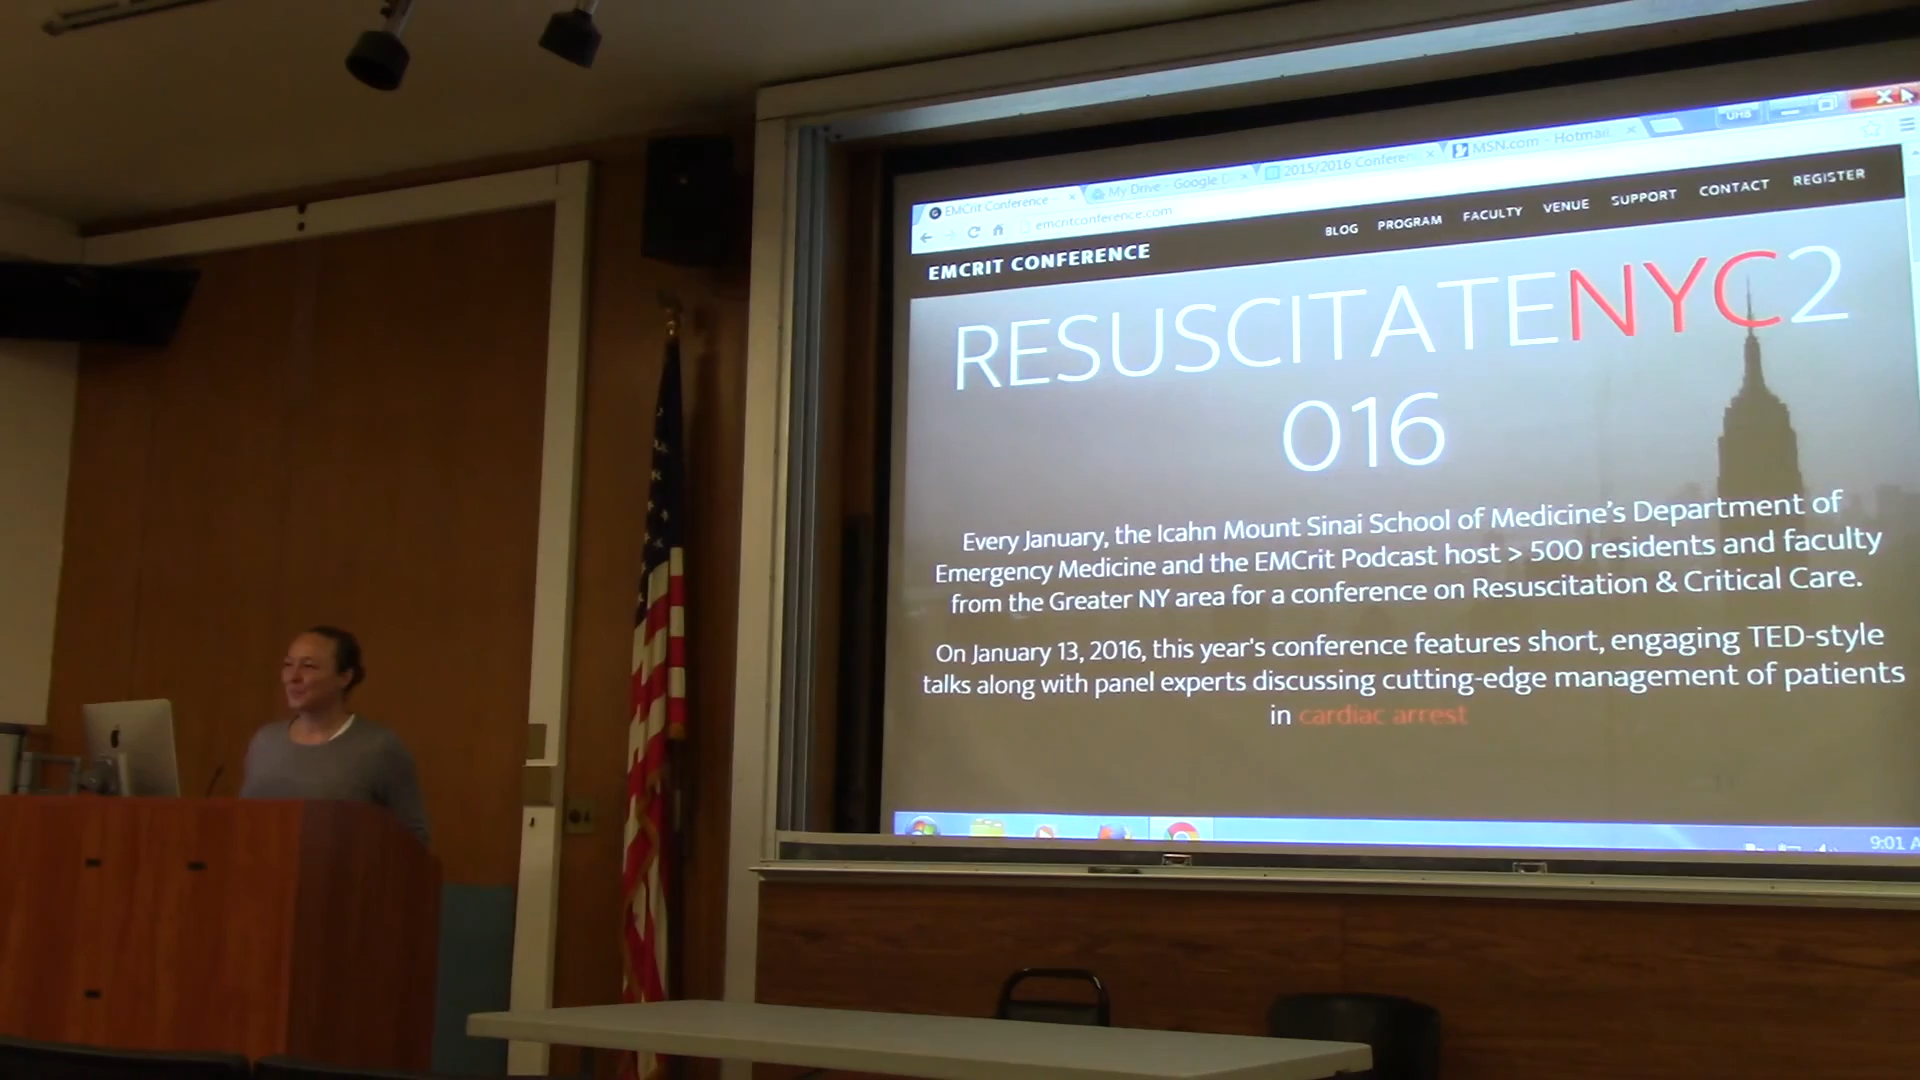 UHS
EMCrit Conference
My Drive - Google D
2015/2016 Confere
MSN.com - Hotmail
emcritconference.com
EMCRIT CONFERENCE
BLOG PROGRAM FACULTY VENUE SUPPORT CONTACT REGISTER
RESUSCITATENYC2
016
Every January, the Icahn Mount Sinai School of Medicine's Department of
Emergency Medicine and the EMCrit Podcast host > 500 residents and faculty
from the Greater NY area for a conference on Resuscitation & Critical Care.
On January 13, 2016, this year's conference features short, engaging TED-style
talks along with panel experts discussing cutting-edge management of patients
in cardiac arrest
9:01 A